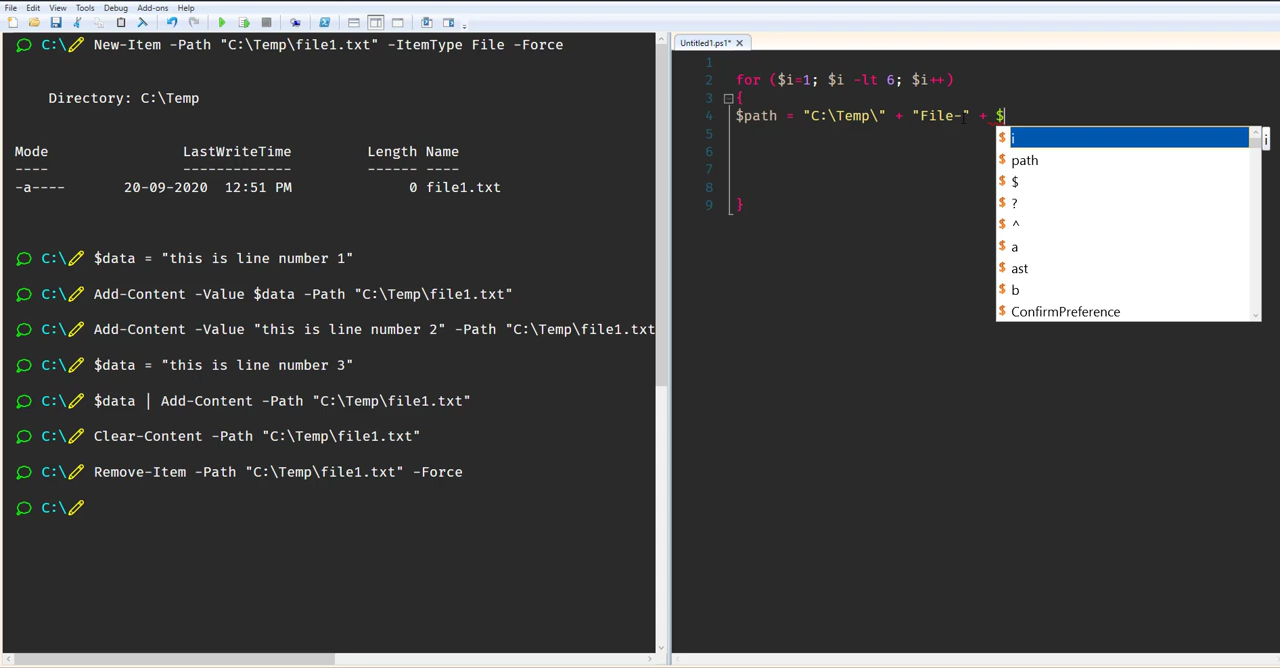 File Edit View Tools Debug Add-ons Help
C:\ New-Item -Path "C:\Temp\file1.txt" -ItemType File -Force
Directory: C:\Temp
Mode LastWriteTime Length Name
---- ------------- ------ ----
-a---- 20-09-2020 12:51 PM 0 file1.txt
C:\ $data = "this is line number 1"
C:\ Add-Content -Value $data -Path "C:\Temp\file1.txt"
C:\ Add-Content -Value "this is line number 2" -Path "C:\Temp\file1.txt
C:\ $data = "this is line number 3"
C:\ $data | Add-Content -Path "C:\Temp\file1.txt"
C:\ Clear-Content -Path "C:\Temp\file1.txt"
C:\ Remove-Item -Path "C:\Temp\file1.txt" -Force
C:\
Untitled1.ps1*
1
2 for ($i=1; $i -lt 6; $i++)
3 {
4 $path = "C:\Temp\" + "File-" + $
5
6
7
8
9 }
$ i
$ path
$ $
$ ?
$ ^
$ a
$ ast
$ b
$ ConfirmPreference
i